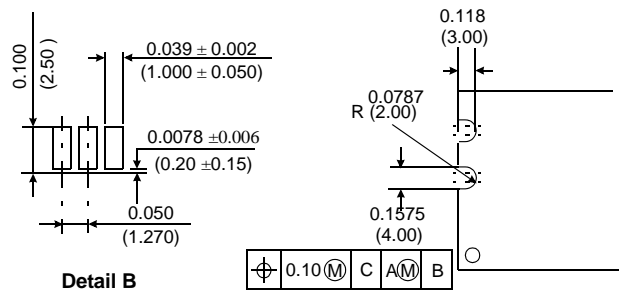 0.100
(2.50)
0.039 ± 0.002
(1.000 ± 0.050)
0.0078 ±0.006
(0.20 ±0.15)
0.050
(1.270)
Detail B
0.118
(3.00)
0.0787
R (2.00)
0.1575
(4.00)
⌖ 0.10 Ⓜ C A Ⓜ B